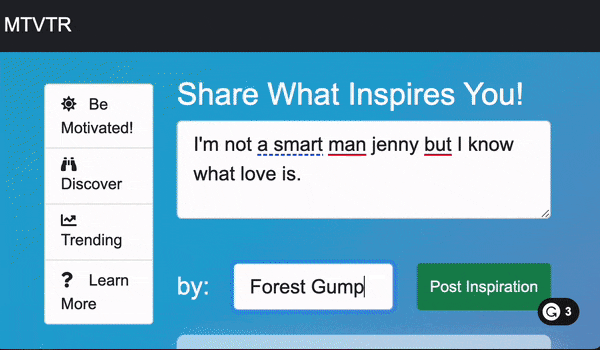 MTVTR
Be
Motivated!
Discover
Trending
Learn
More
Share What Inspires You!
I'm not a smart man jenny but I know
what love is.
by:
Forest Gump
Post Inspiration
3